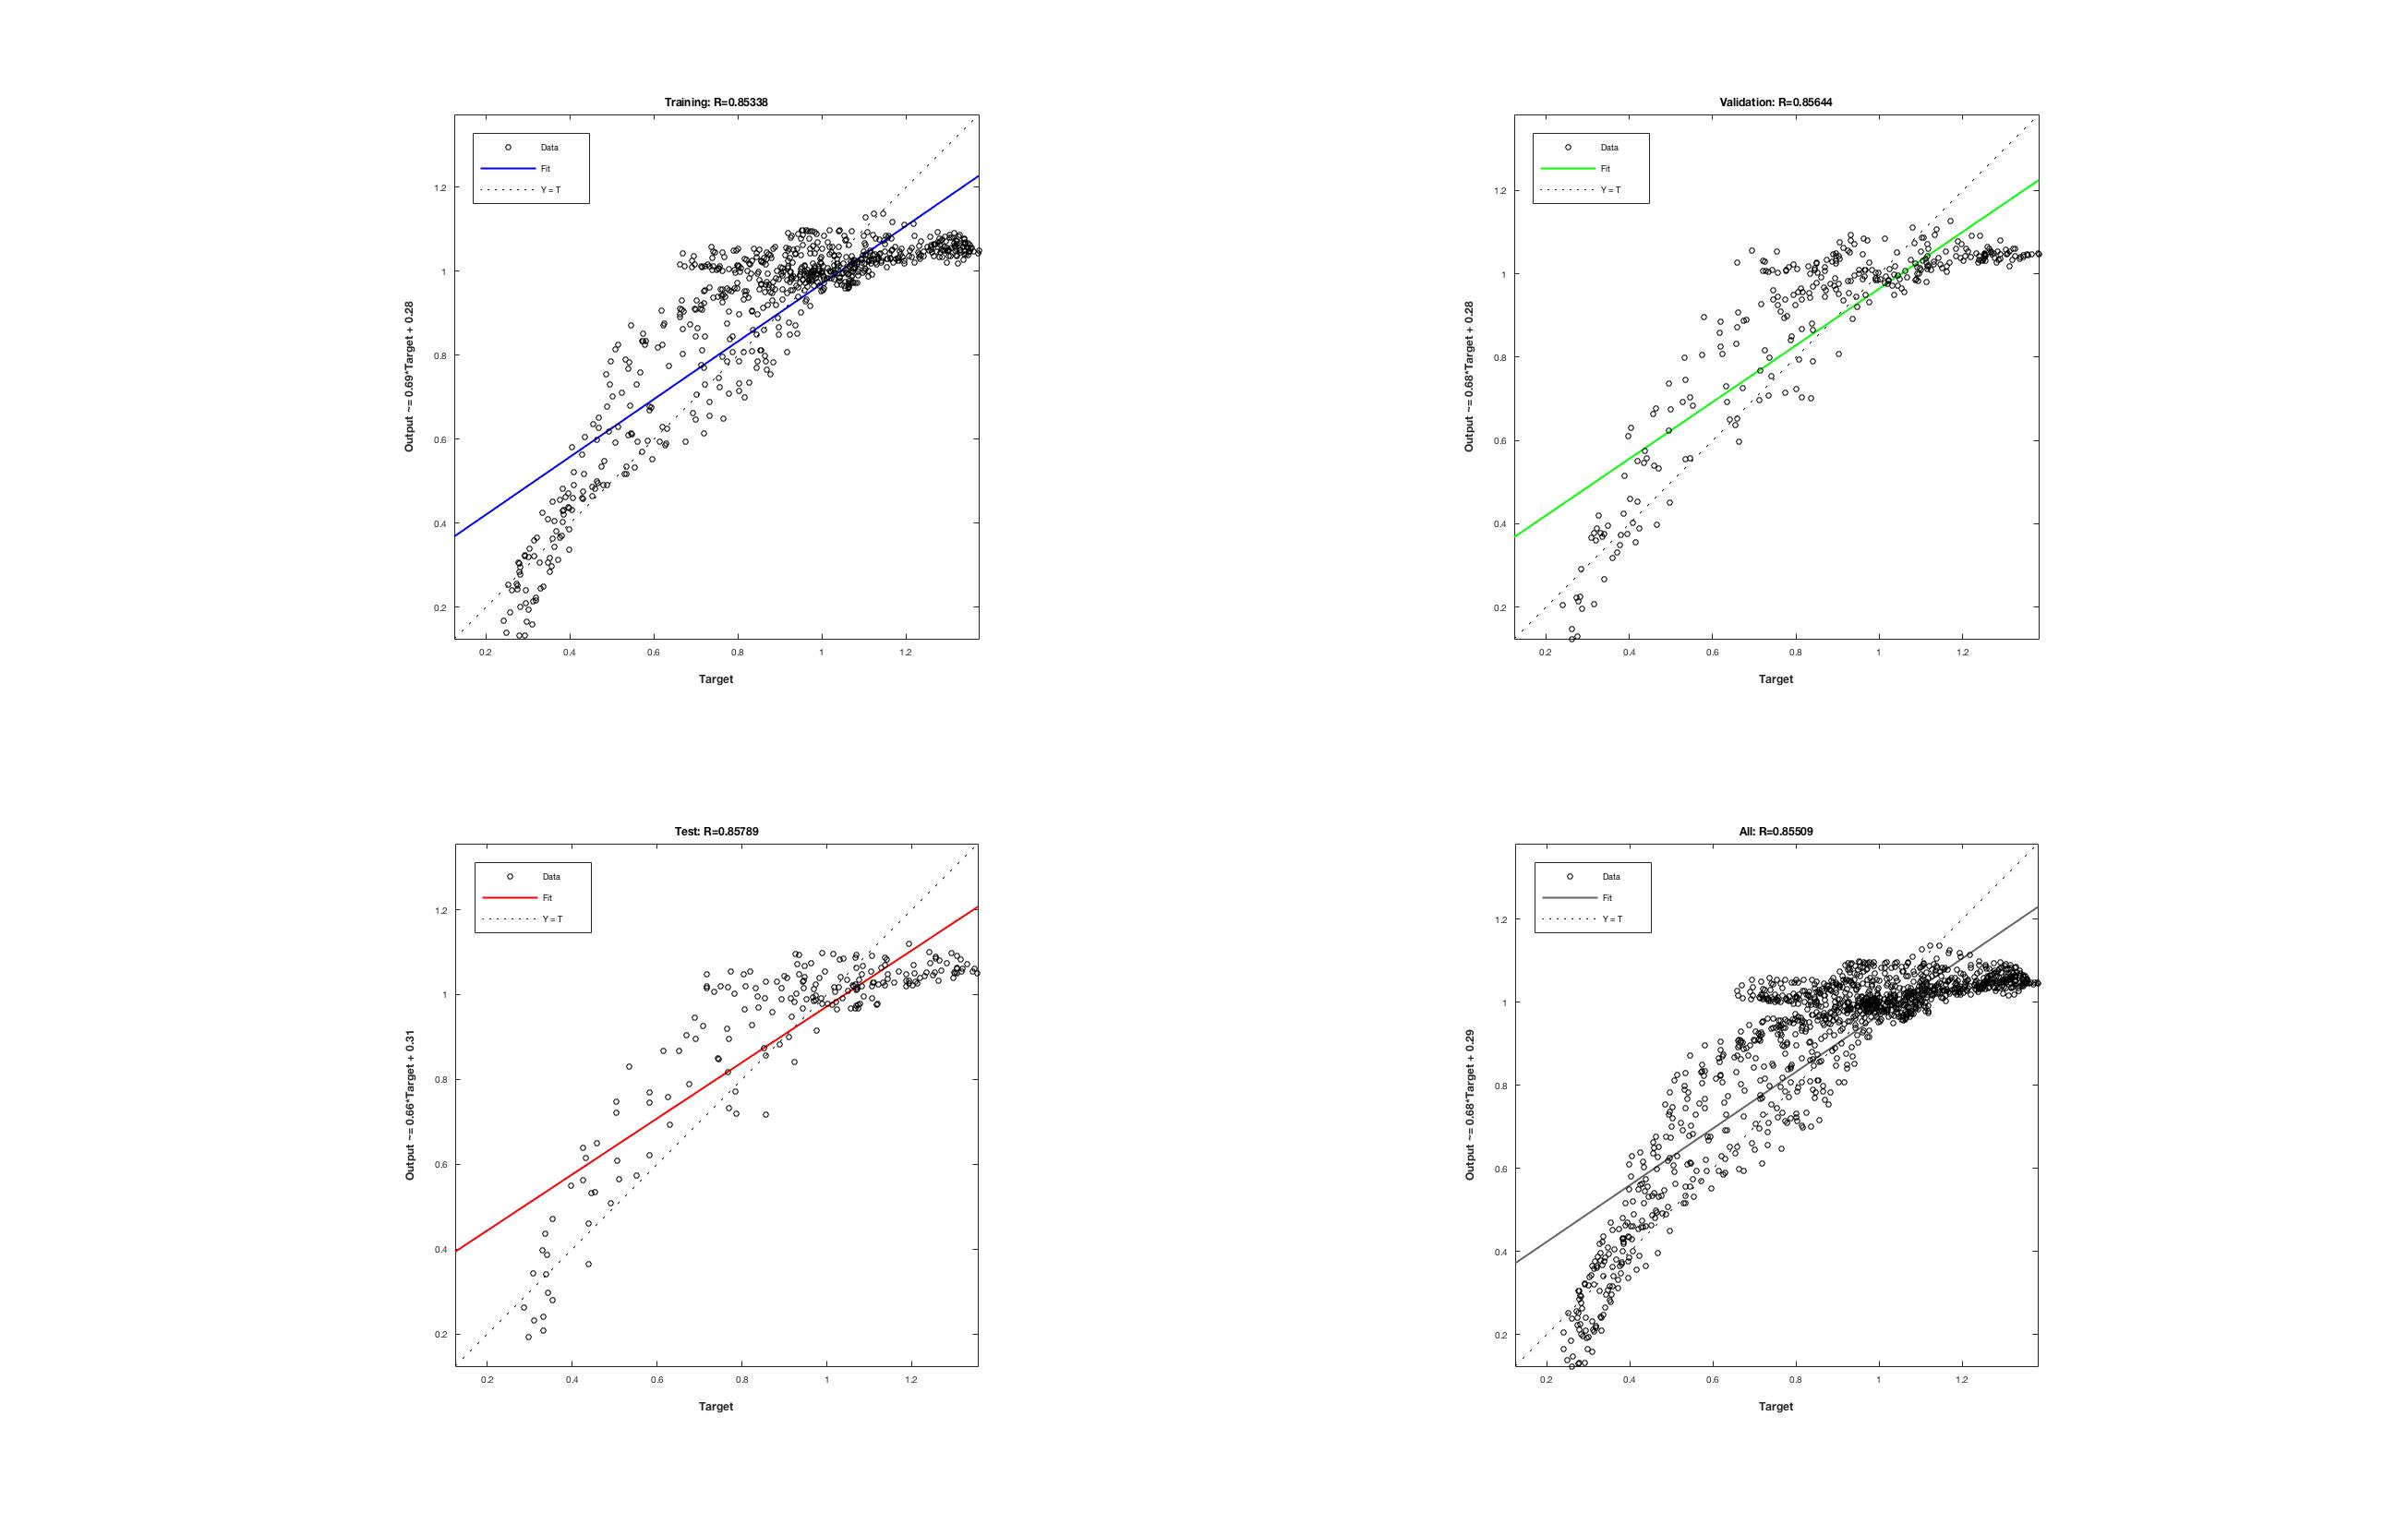 Training: R=0.85338
Data
Fit
Y = T
Output ~= 0.69*Target + 0.28
1.2
1
0.8
0.6
0.4
0.2
0.2 0.4 0.6 0.8 1 1.2
Target
Validation: R=0.85644
Data
Fit
Y = T
Output ~= 0.68*Target + 0.28
1.2
1
0.8
0.6
0.4
0.2
0.2 0.4 0.6 0.8 1 1.2
Target
Test: R=0.85789
Data
Fit
Y = T
Output ~= 0.66*Target + 0.31
1.2
1
0.8
0.6
0.4
0.2
0.2 0.4 0.6 0.8 1 1.2
Target
All: R=0.85509
Data
Fit
Y = T
Output ~= 0.68*Target + 0.29
1.2
1
0.8
0.6
0.4
0.2
0.2 0.4 0.6 0.8 1 1.2
Target